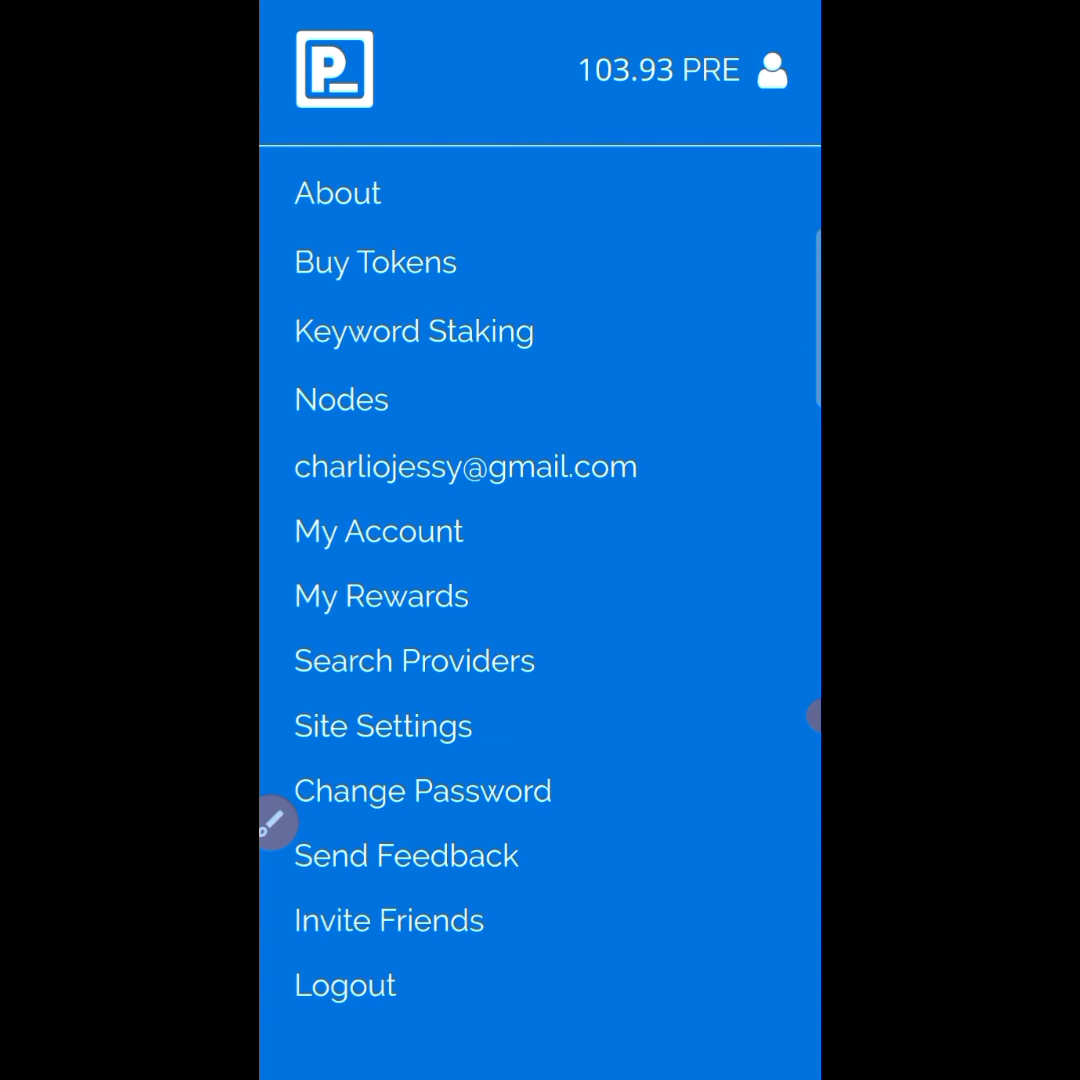 P
103.93 PRE
About
Buy Tokens
Keyword Staking
Nodes
charliojessy@gmail.com
My Account
My Rewards
Search Providers
Site Settings
Change Password
Send Feedback
Invite Friends
Logout